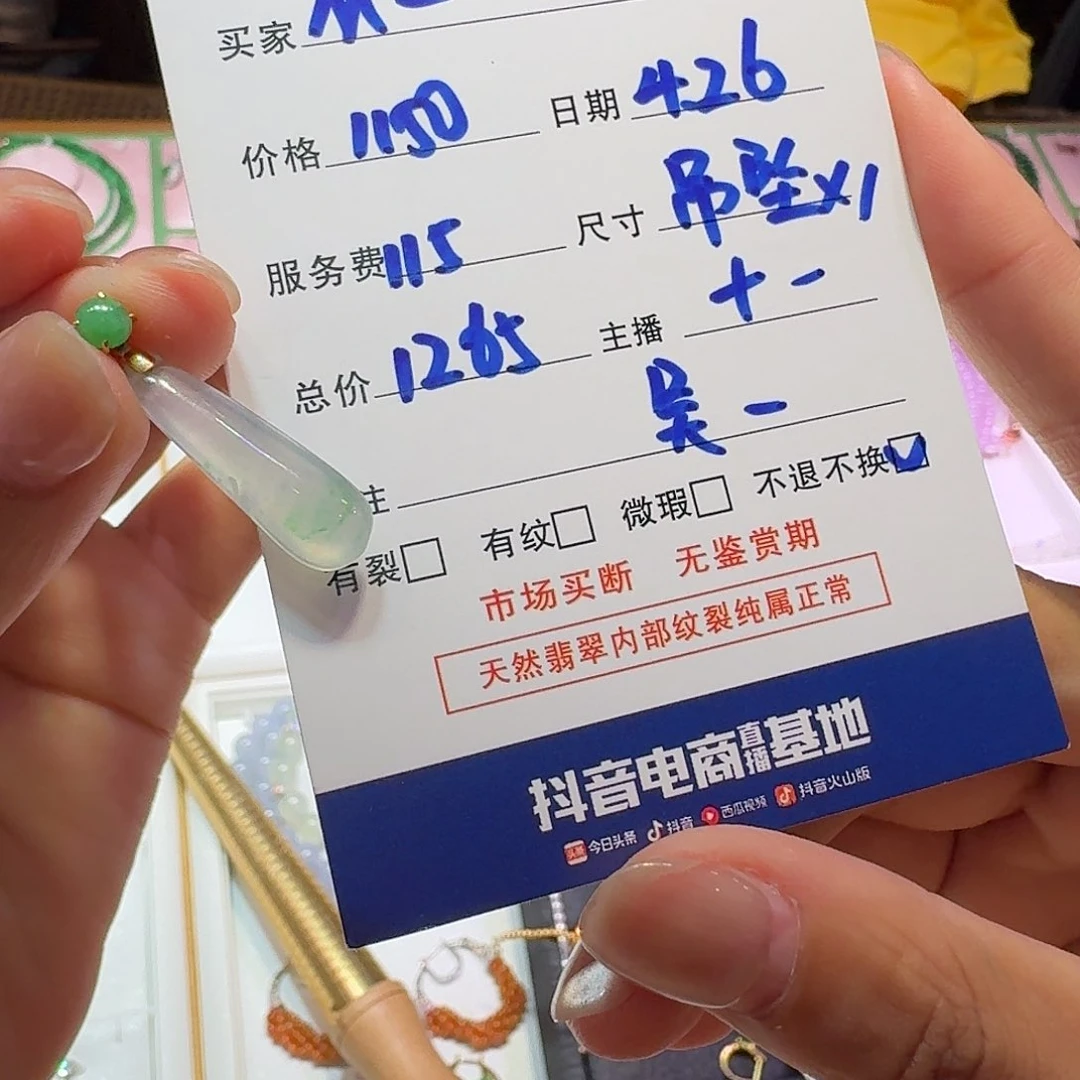 买家
价格 1150 日期 426
服务费 115 尺寸 吊坠x1
总价 1265 主播 十一
注 吴一
有裂□ 有纹□ 微瑕□ 不退不换☑
市场买断 无鉴赏期
天然翡翠内部纹裂纯属正常
抖音电商直播基地
头条 今日头条 抖音 西瓜视频 抖音火山版